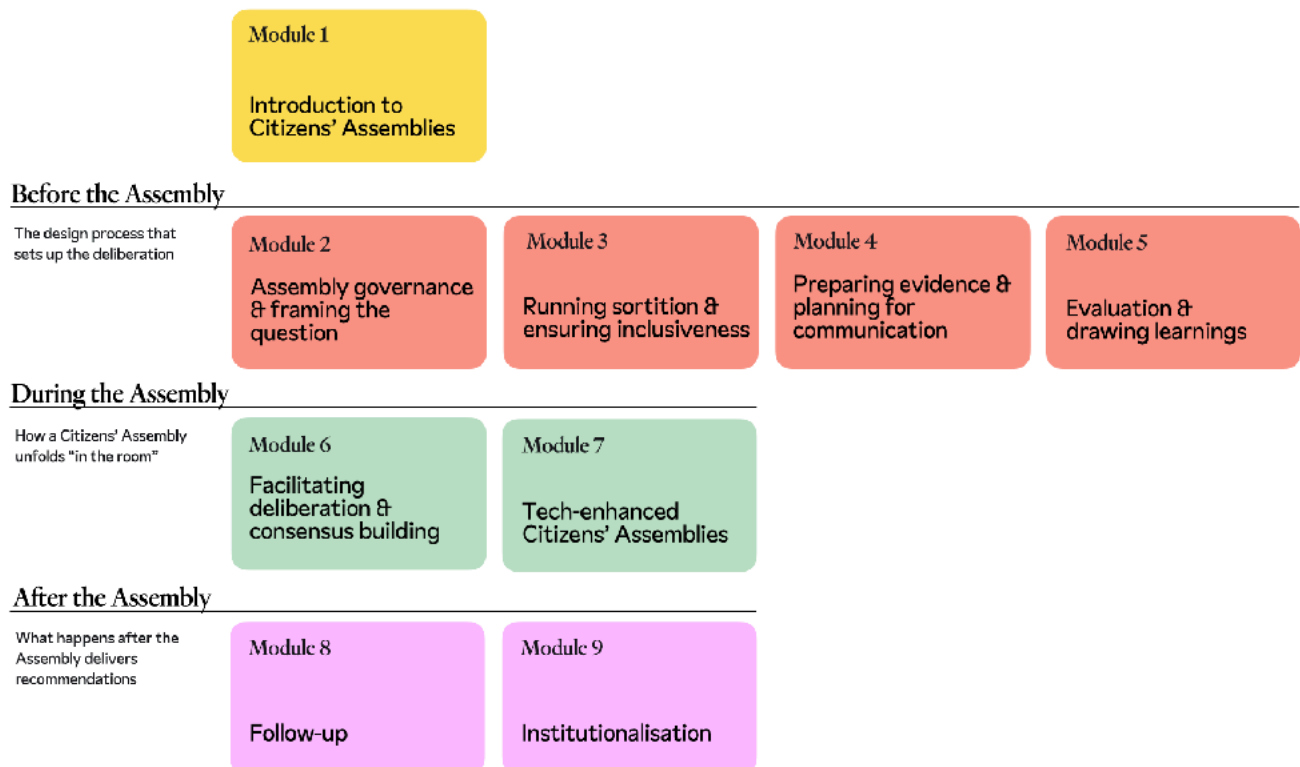 Module 1
Introduction to
Citizens’ Assemblies
Before the Assembly
The design process that
sets up the deliberation
Module 2
Assembly governance
& framing the
question
Module 3
Running sortition &
ensuring inclusiveness
Module 4
Preparing evidence &
planning for
communication
Module 5
Evaluation &
drawing learnings
During the Assembly
How a Citizens’ Assembly
unfolds “in the room”
Module 6
Facilitating
deliberation &
consensus building
Module 7
Tech-enhanced
Citizens’ Assemblies
After the Assembly
What happens after the
Assembly delivers
recommendations
Module 8
Follow-up
Module 9
Institutionalisation